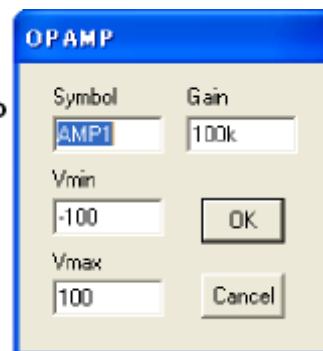 OPAMP
Symbol Gain
AMP1 100k
Vmin
-100 OK
Vmax
100 Cancel